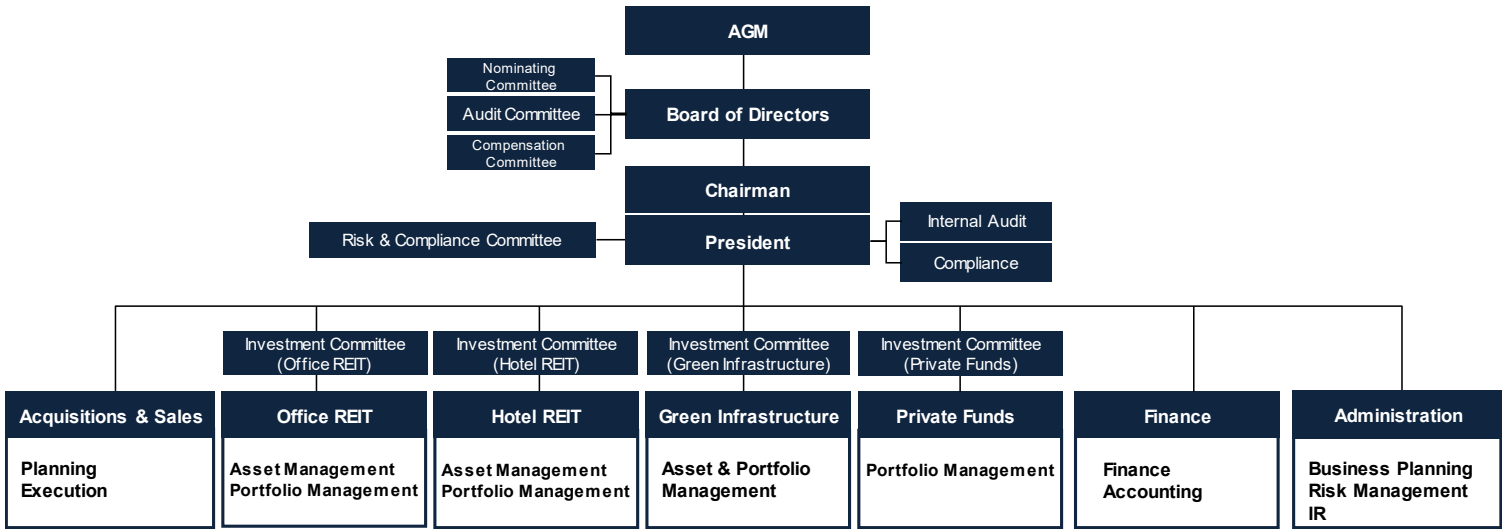 AGM
Nominating
Committee
Audit Committee
Compensation
Committee
Board of Directors
Chairman
President
Risk & Compliance Committee
Internal Audit
Compliance
Investment Committee
(Office REIT)
Investment Committee
(Hotel REIT)
Investment Committee
(Green Infrastructure)
Investment Committee
(Private Funds)
Acquisitions & Sales
Planning
Execution
Office REIT
Asset Management
Portfolio Management
Hotel REIT
Asset Management
Portfolio Management
Green Infrastructure
Asset & Portfolio
Management
Private Funds
Portfolio Management
Finance
Finance
Accounting
Administration
Business Planning
Risk Management
IR